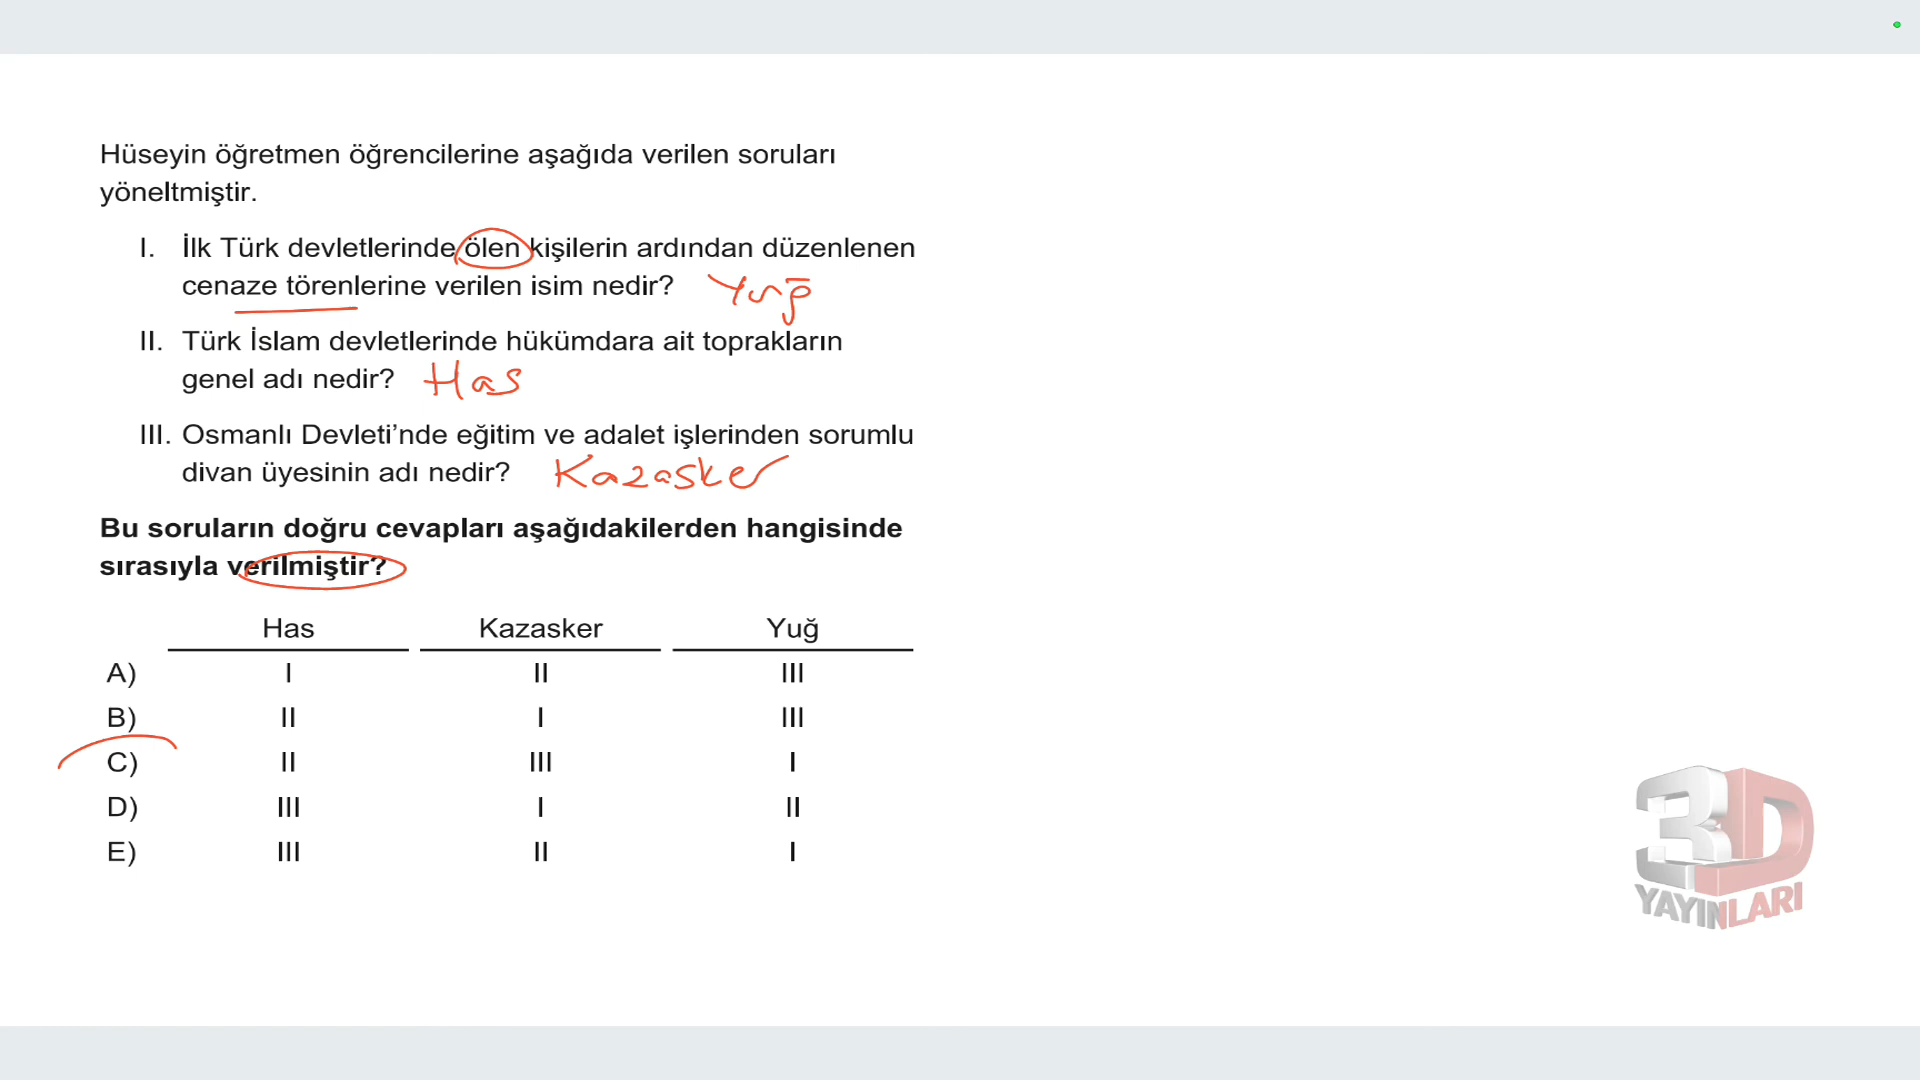 Hüseyin öğretmen öğrencilerine aşağıda verilen soruları
yöneltmiştir.
I. İlk Türk devletlerinde ölen kişilerin ardından düzenlenen
cenaze törenlerine verilen isim nedir? Yuğ
II. Türk İslam devletlerinde hükümdara ait toprakların
genel adı nedir? Has
III. Osmanlı Devleti’nde eğitim ve adalet işlerinden sorumlu
divan üyesinin adı nedir? Kazasker
Bu soruların doğru cevapları aşağıdakilerden hangisinde
sırasıyla verilmiştir?
Has Kazasker Yuğ
A) I II III
B) II I III
C) II III I
D) III I II
E) III II I
3D
YAYINLARI